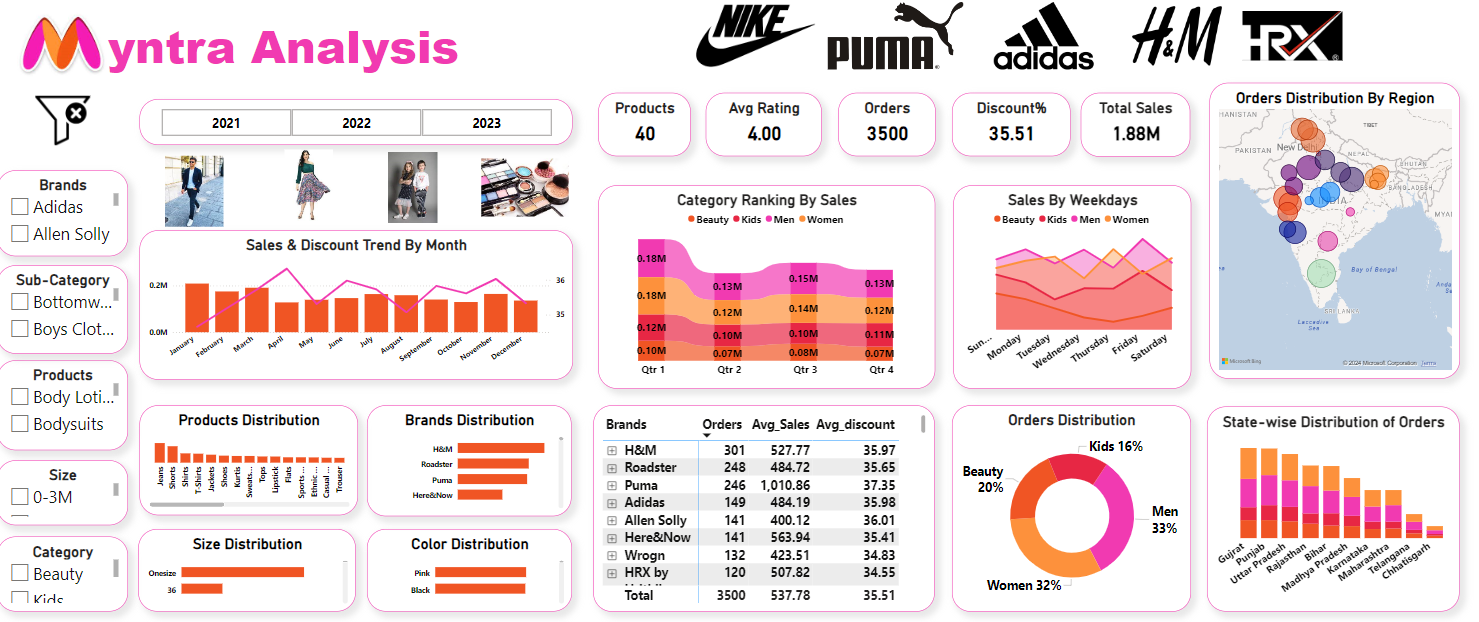 Myntra Analysis
NIKE
PUMA
adidas
H&M
HRX
2021
2022
2023
Products
40
Avg Rating
4.00
Orders
3500
Discount%
35.51
Total Sales
1.88M
Brands
Adidas
Allen Solly
Sub-Category
Bottomw...
Boys Clot...
Products
Body Loti...
Bodysuits
Size
0-3M
Category
Beauty
Kids
Sales & Discount Trend By Month
0.2M
0.0M
36
35
January
February
March
April
May
June
July
August
September
October
November
December
Category Ranking By Sales
Beauty Kids Men Women
0.18M
0.18M
0.12M
0.10M
0.13M
0.12M
0.10M
0.07M
0.15M
0.14M
0.10M
0.08M
0.13M
0.12M
0.11M
0.07M
Qtr 1
Qtr 2
Qtr 3
Qtr 4
Sales By Weekdays
Beauty Kids Men Women
Sun...
Monday
Tuesday
Wednesday
Thursday
Friday
Saturday
Orders Distribution By Region
HANISTAN
TIBET
PAKISTAN
New Delhi
NEPAL
BHUTAN
BANGLADESH
INDIA
MYA
Bay of Bengal
SRI LANKA
Laccedive
Sea
Anda
Se
Microsoft Bing
© 2024 Microsoft Corporation Terms
Products Distribution
Jeans
Shorts
Shirts
T-Shirts
Jackets
Shoes
Kurtis
Sweats...
Tops
Lipstick
Flats
Sports ...
Ethnic ...
Casual ...
Trouser
Brands Distribution
H&M
Roadster
Puma
Here&Now
Size Distribution
Onesize
36
Color Distribution
Pink
Black
Brands Orders Avg_Sales Avg_discount
H&M 301 527.77 35.97
Roadster 248 484.72 35.65
Puma 246 1,010.86 37.35
Adidas 149 484.19 35.98
Allen Solly 141 400.12 36.01
Here&Now 141 563.94 35.41
Wrogn 132 423.51 34.83
HRX by 120 507.82 34.55
Total 3500 537.78 35.51
Orders Distribution
Kids 16%
Beauty
20%
Men
33%
Women 32%
State-wise Distribution of Orders
Gujrat
Punjab
Uttar Pradesh
Rajasthan
Bihar
Madhya Pradesh
Karnataka
Maharashtra
Telangana
Chhatisgarh